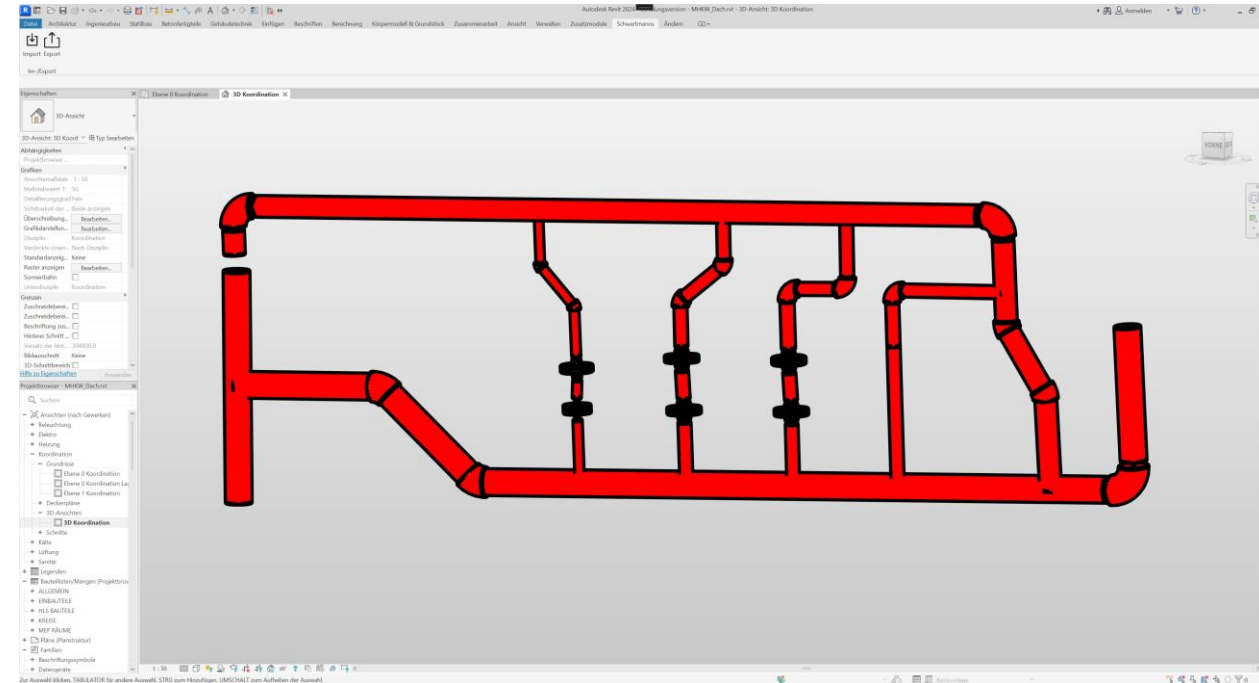 Autodesk Revit 2024
ungsversion - MHKW_Dach.rvt - 3D-Ansicht: 3D Koordination
Anmelden
Datei Architektur Ingenieurbau Stahlbau Betonfertigteile Gebäudetechnik Einfügen Beschriften Berechnung Körpermodell & Grundstück Zusammenarbeit Ansicht Verwalten Zusatzmodule Schwartmanns Ändern
Import Export
Im-/Export
Eigenschaften
Ebene 0 Koordination
3D Koordination
3D-Ansicht
3D-Ansicht: 3D Koord
Typ bearbeiten
Abhängigkeiten
Projektbrowser ...
Grafiken
Ansichtsmaßstab 1 : 50
Maßstabswert 1: 50
Detaillierungsgrad Fein
Sichtbarkeit der ... Beide anzeigen
Überschreibung... Bearbeiten...
Grafikdarstellun... Bearbeiten...
Disziplin Koordination
Verdeckte Linien... Nach Disziplin
Standardanzeig... Keine
Raster anzeigen Bearbeiten...
Sonnenbahn
Unterdisziplin Koordination
Grenzen
Zuschneideberei...
Zuschneideberei...
Beschriftung zus...
Hinterer Schnitt ...
Versatz der fern... 304800.0
Bildausschnitt Keine
3D-Schnittbereich
Hilfe zu Eigenschaften
Anwenden
Projektbrowser - MHKW_Dach.rvt
Suchen
Ansichten (nach Gewerken)
Beleuchtung
Elektro
Heizung
Koordination
Grundrisse
Ebene 0 Koordination
Ebene 0 Koordination La
Ebene 1 Koordination
Deckenpläne
3D-Ansichten
3D Koordination
Schnitte
Kälte
Lüftung
Sanitär
Legenden
Bauteillisten/Mengen (Projektbrow
ALLGEMEIN
EINBAUTEILE
HLS BAUTEILE
KREISE
MEP RÄUME
Pläne (Planstruktur)
Familien
Beschriftungssymbole
Datengeräte
VORNE
1 : 50
Zur Auswahl klicken, TABULATOR für andere Auswahl, STRG zum Hinzufügen, UMSCHALT zum Aufheben der Auswahl.